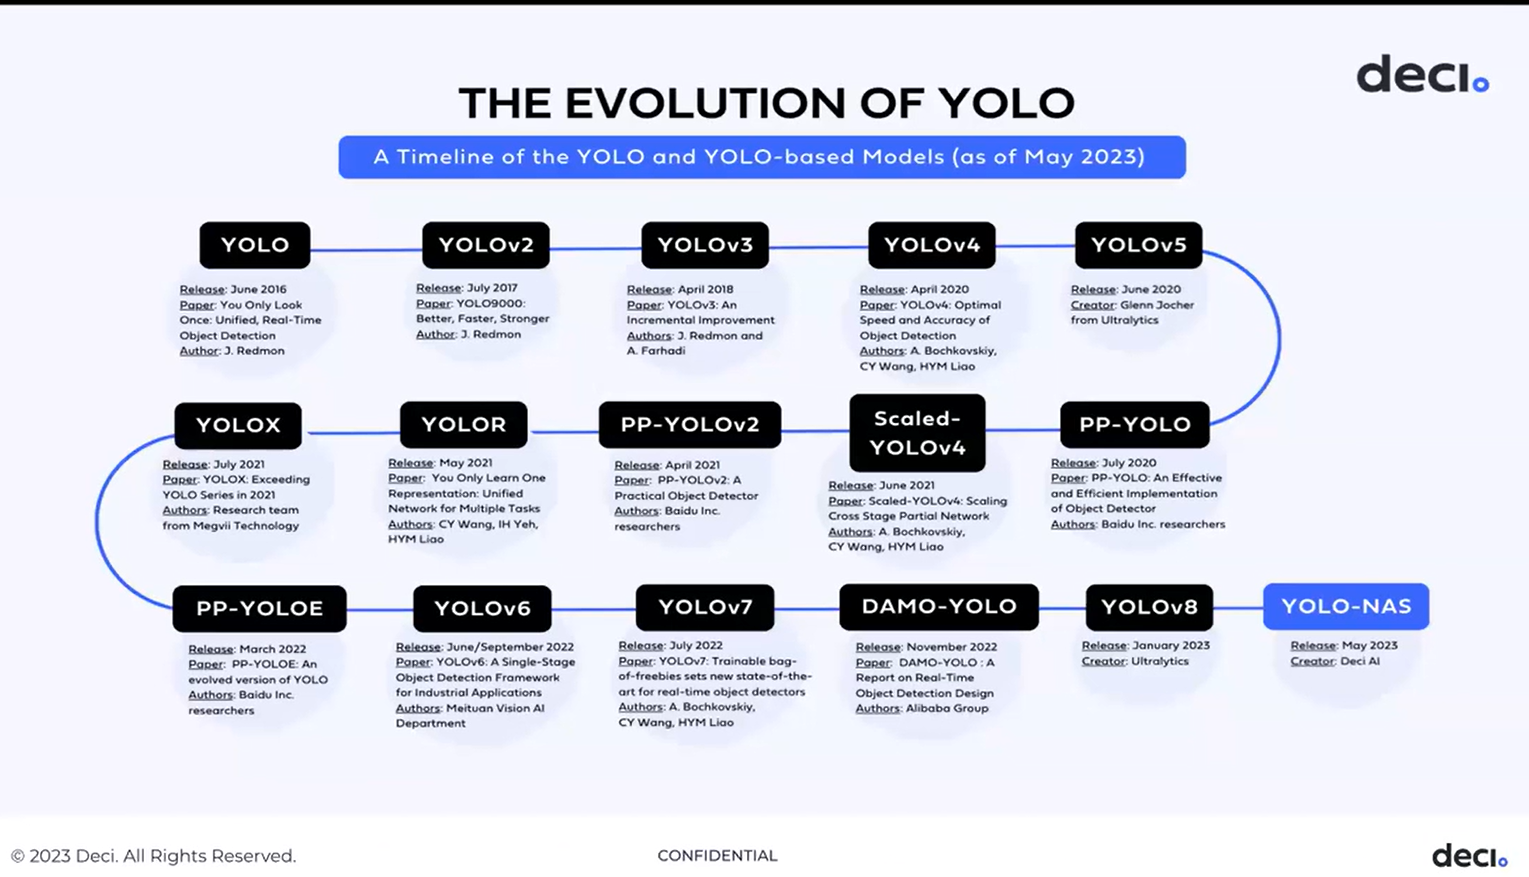 deci.
THE EVOLUTION OF YOLO
A Timeline of the YOLO and YOLO-based Models (as of May 2023)
YOLO
Release: June 2016
Paper: You Only Look
Once: Unified, Real-Time
Object Detection
Author: J. Redmon
YOLOv2
Release: July 2017
Paper: YOLO9000:
Better, Faster, Stronger
Author: J. Redmon
YOLOv3
Release: April 2018
Paper: YOLOv3: An
Incremental Improvement
Authors: J. Redmon and
A. Farhadi
YOLOv4
Release: April 2020
Paper: YOLOv4: Optimal
Speed and Accuracy of
Object Detection
Authors: A. Bochkovskiy,
CY Wang, HYM Liao
YOLOv5
Release: June 2020
Creator: Glenn Jocher
from Ultralytics
YOLOX
Release: July 2021
Paper: YOLOX: Exceeding
YOLO Series in 2021
Authors: Research team
from Megvii Technology
YOLOR
Release: May 2021
Paper: You Only Learn One
Representation: Unified
Network for Multiple Tasks
Authors: CY Wang, IH Yeh,
HYM Liao
PP-YOLOv2
Release: April 2021
Paper: PP-YOLOv2: A
Practical Object Detector
Authors: Baidu Inc.
researchers
Scaled-
YOLOv4
Release: June 2021
Paper: Scaled-YOLOv4: Scaling
Cross Stage Partial Network
Authors: A. Bochkovskiy,
CY Wang, HYM Liao
PP-YOLO
Release: July 2020
Paper: PP-YOLO: An Effective
and Efficient Implementation
of Object Detector
Authors: Baidu Inc. researchers
PP-YOLOE
Release: March 2022
Paper: PP-YOLOE: An
evolved version of YOLO
Authors: Baidu Inc.
researchers
YOLOv6
Release: June/September 2022
Paper: YOLOv6: A Single-Stage
Object Detection Framework
for Industrial Applications
Authors: Meituan Vision AI
Department
YOLOv7
Release: July 2022
Paper: YOLOv7: Trainable bag-
of-freebies sets new state-of-the-
art for real-time object detectors
Authors: A. Bochkovskiy,
CY Wang, HYM Liao
DAMO-YOLO
Release: November 2022
Paper: DAMO-YOLO : A
Report on Real-Time
Object Detection Design
Authors: Alibaba Group
YOLOv8
Release: January 2023
Creator: Ultralytics
YOLO-NAS
Release: May 2023
Creator: Deci AI
© 2023 Deci. All Rights Reserved.
CONFIDENTIAL
deci.